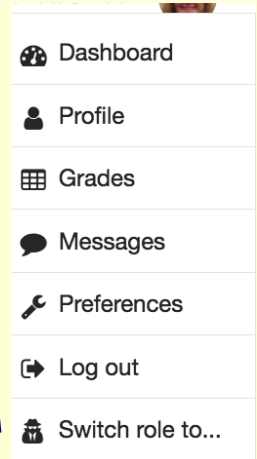 Dashboard
Profile
Grades
Messages
Preferences
Log out
Switch role to...